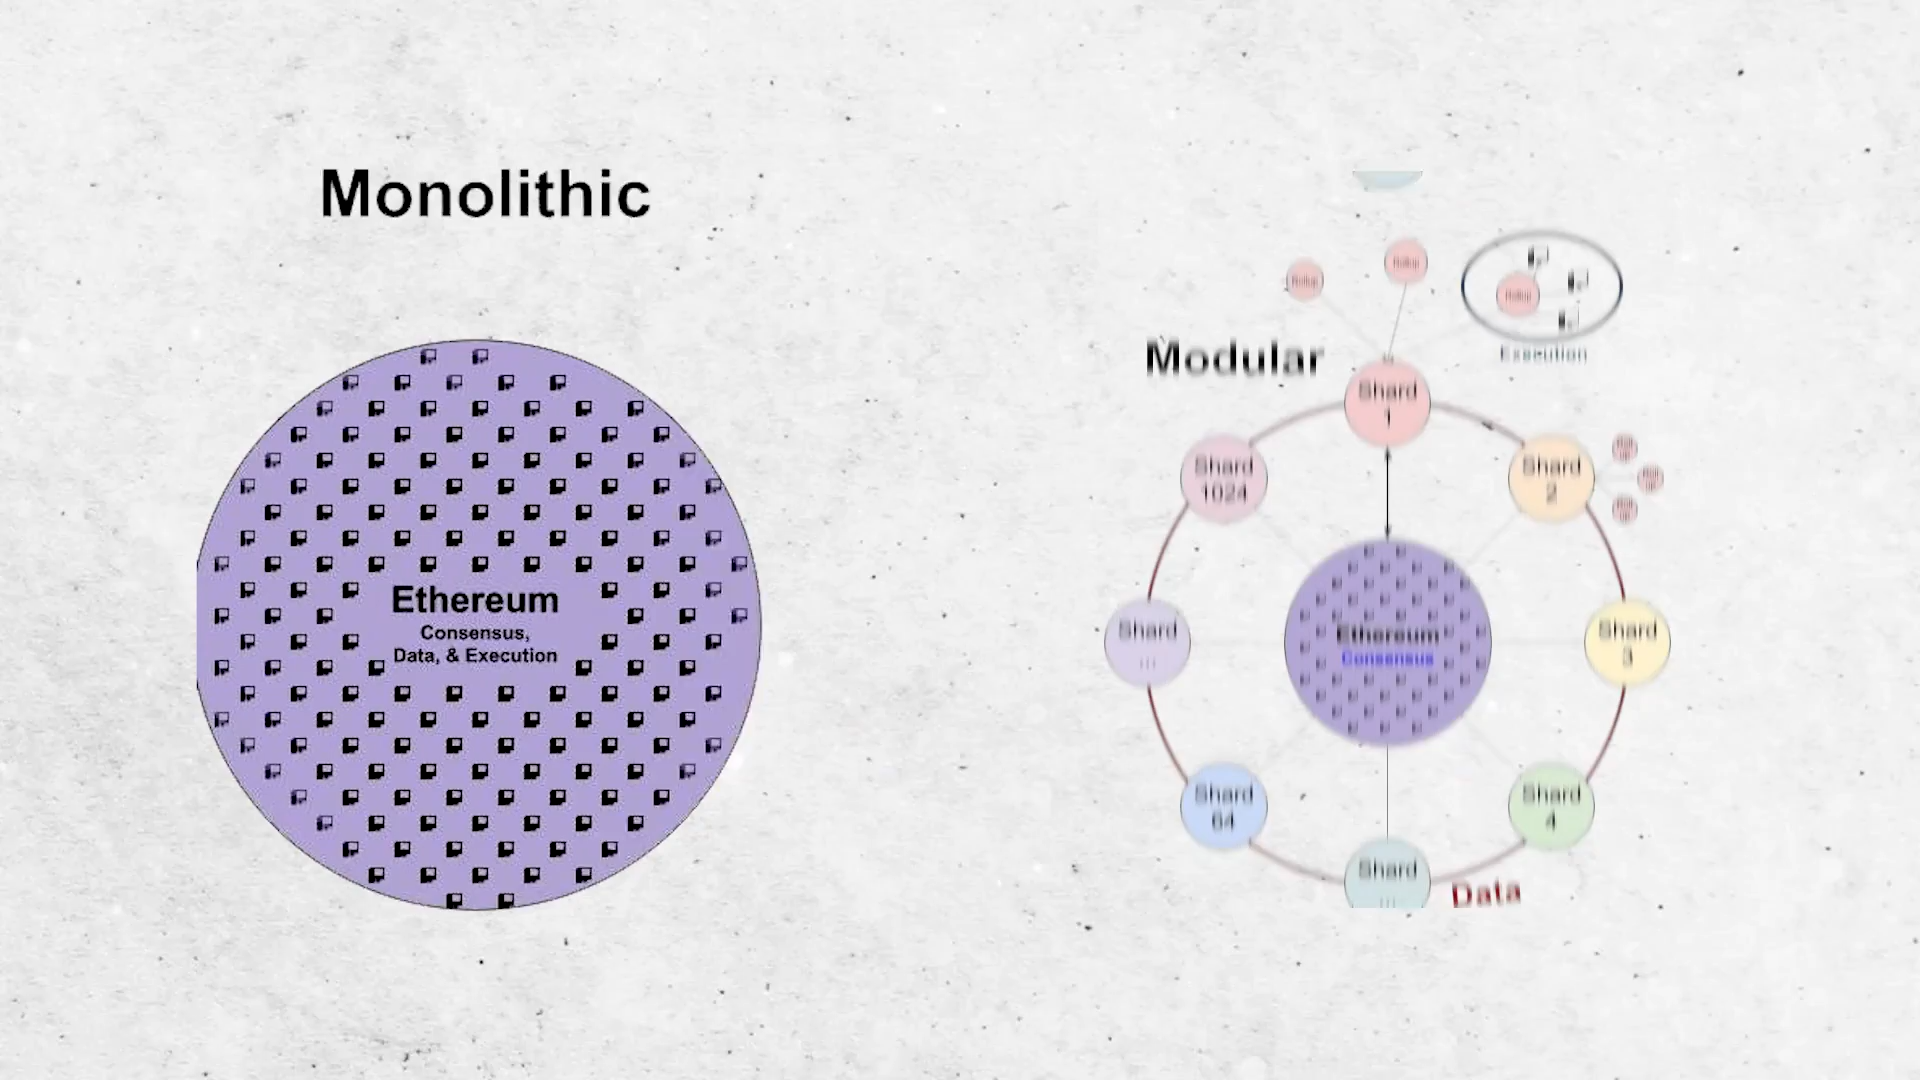 Monolithic
Ethereum
Consensus,
Data, & Execution
Modular
Execution
Shard
1
Shard
1024
Shard
2
Shard
...
Ethereum
Consensus
Shard
3
Shard
64
Shard
4
Shard
...
Data